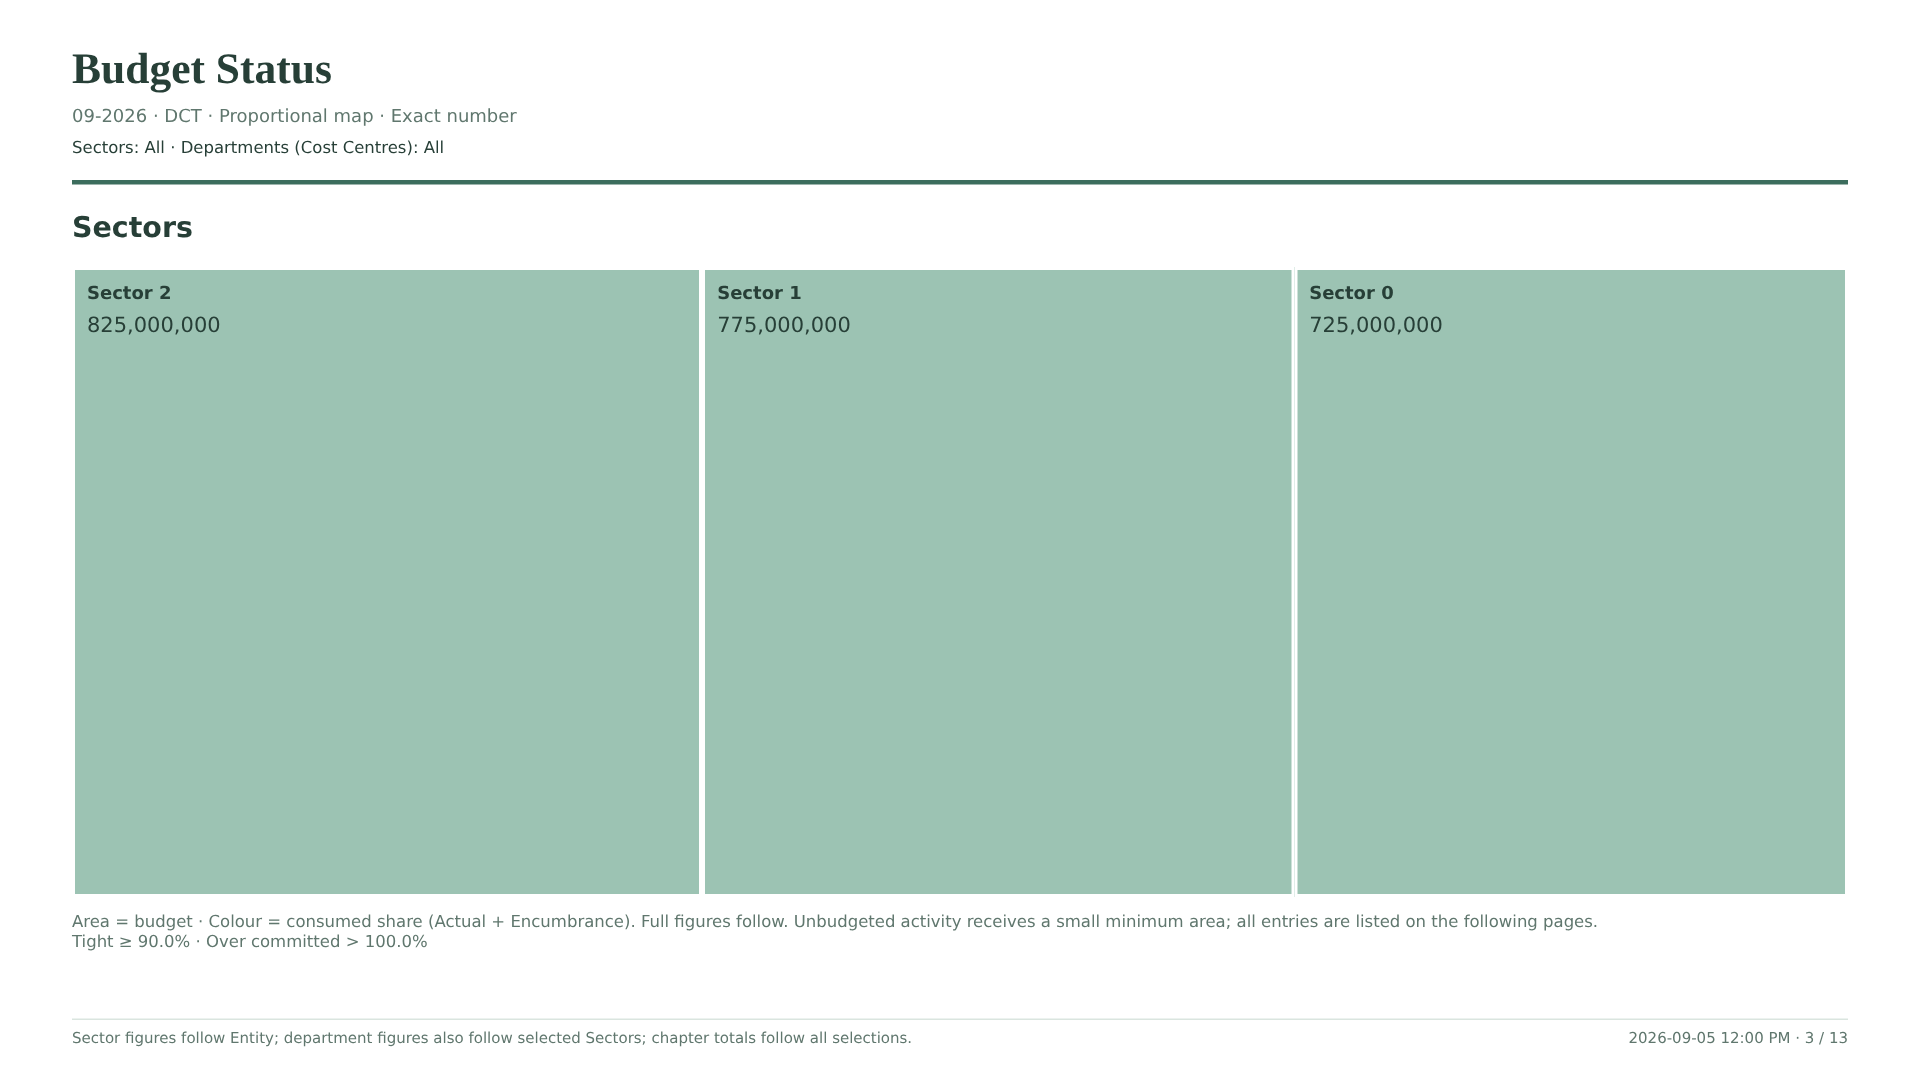 Budget Status
09-2026 · DCT · Proportional map · Exact number
Sectors: All · Departments (Cost Centres): All
Sectors
Sector 2
825,000,000
Sector 1
775,000,000
Sector 0
725,000,000
Area = budget · Colour = consumed share (Actual + Encumbrance). Full figures follow. Unbudgeted activity receives a small minimum area; all entries are listed on the following pages.
Tight ≥ 90.0% · Over committed > 100.0%
Sector figures follow Entity; department figures also follow selected Sectors; chapter totals follow all selections.
2026-09-05 12:00 PM · 3 / 13